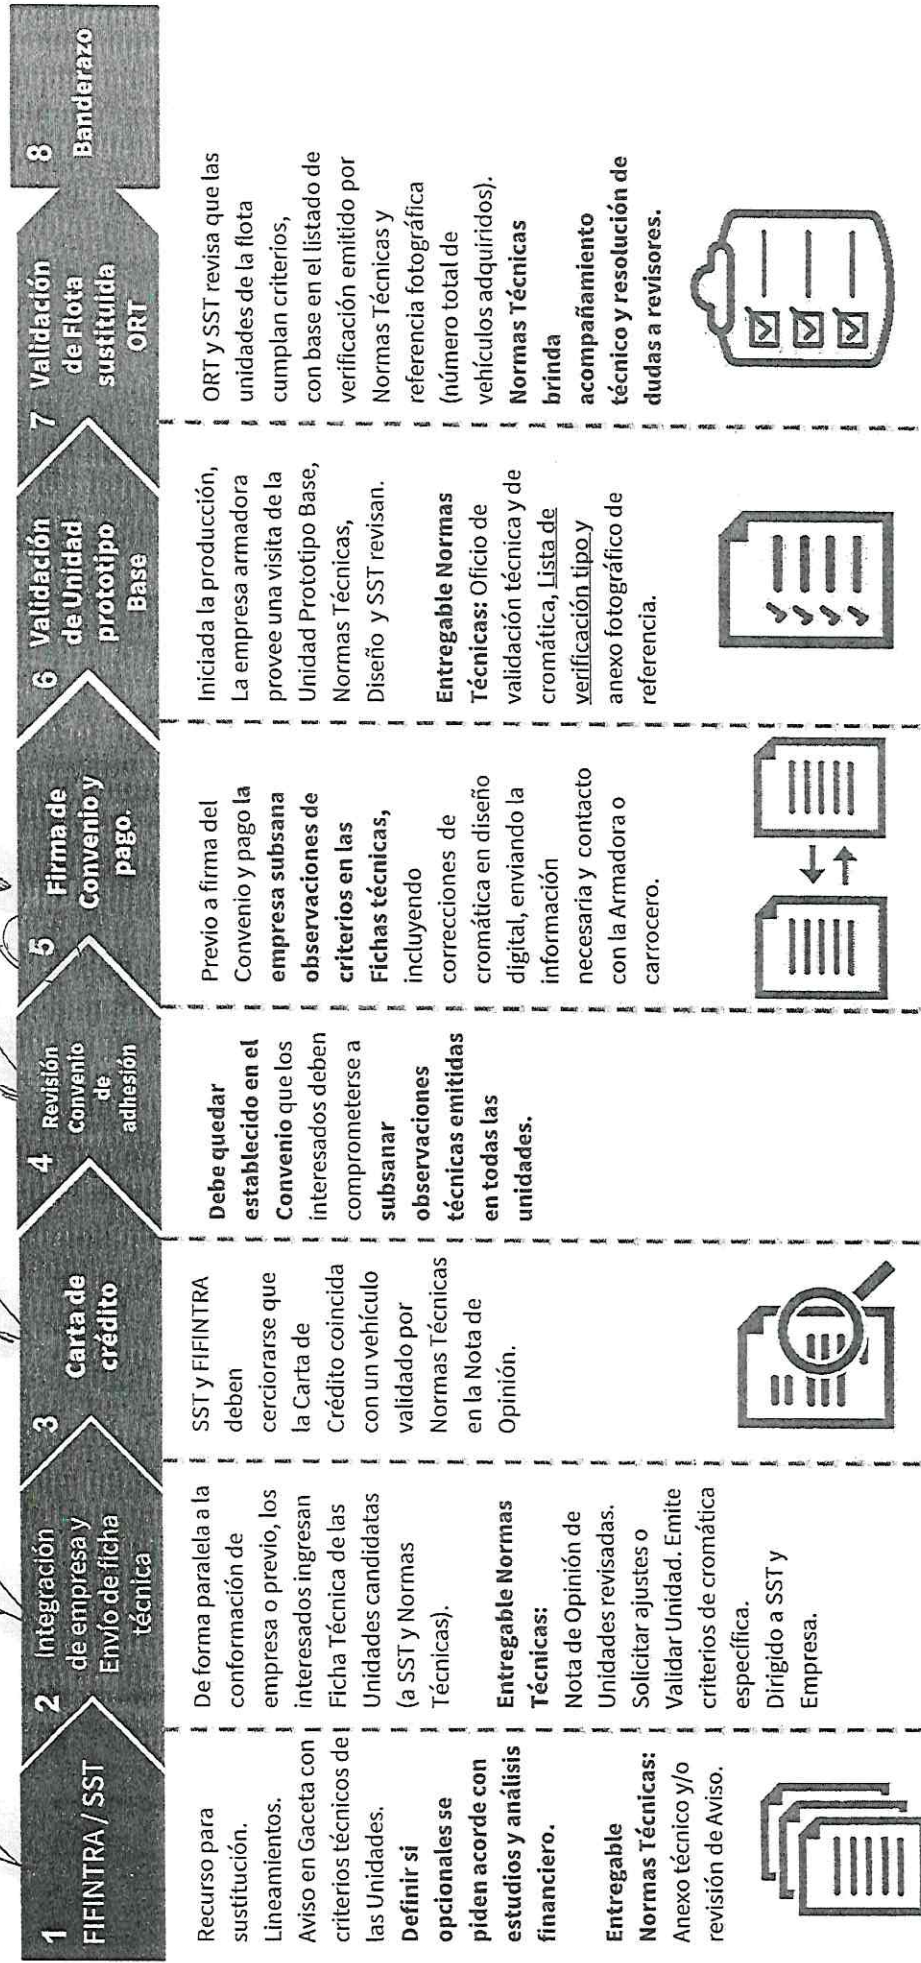 1
FIFINTRA / SST
Recurso para
sustitución.
Lineamientos.
Aviso en Gaceta con
criterios técnicos de
las Unidades.
Definir si
opcionales se
piden acorde con
estudios y análisis
financiero.
Entregable
Normas Técnicas:
Anexo técnico y/o
revisión de Aviso.
2
Integración
de empresa y
Envío de ficha
técnica
De forma paralela a la
conformación de
empresa o previo, los
interesados ingresan
Ficha Técnica de las
Unidades candidatas
(a SST y Normas
Técnicas).
Entregable Normas
Técnicas:
Nota de Opinión de
Unidades revisadas.
Solicitar ajustes o
Validar Unidad. Emite
criterios de cromática
específica.
Dirigido a SST y
Empresa.
3
Carta de
crédito
SST y FIFINTRA
deben
cerciorarse que
la Carta de
Crédito coincida
con un vehículo
validado por
Normas Técnicas
en la Nota de
Opinión.
4
Revisión
Convenio
de
adhesión
Debe quedar
establecido en el
Convenio que los
interesados deben
comprometerse a
subsanar
observaciones
técnicas emitidas
en todas las
unidades.
5
Firma de
Convenio y
pago.
Previo a firma del
Convenio y pago la
empresa subsana
observaciones de
criterios en las
Fichas técnicas,
incluyendo
correcciones de
cromática en diseño
digital, enviando la
información
necesaria y contacto
con la Armadora o
carrocero.
6
Validación
de Unidad
prototipo
Base
Iniciada la producción,
La empresa armadora
provee una visita de la
Unidad Prototipo Base,
Normas Técnicas,
Diseño y SST revisan.
Entregable Normas
Técnicas: Oficio de
validación técnica y de
cromática, Lista de
verificación tipo y
anexo fotográfico de
referencia.
7
Validación
de Flota
sustituida
ORT
ORT y SST revisa que las
unidades de la flota
cumplan criterios,
con base en el listado de
verificación emitido por
Normas Técnicas y
referencia fotográfica
(número total de
vehículos adquiridos).
Normas Técnicas
brinda
acompañamiento
técnico y resolución de
dudas a revisores.
8
Banderazo